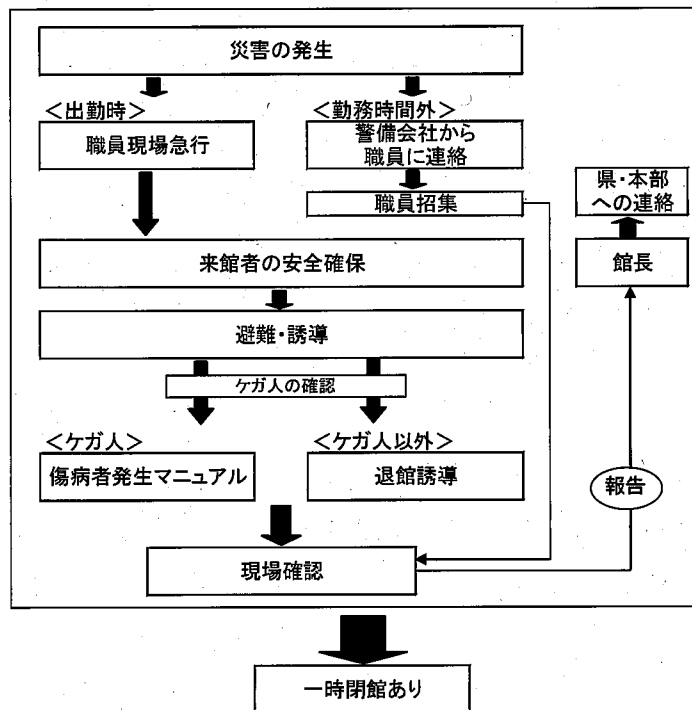 災害の発生
＜出勤時＞
職員現場急行
＜勤務時間外＞
警備会社から
職員に連絡
職員招集
県・本部
への連絡
館長
来館者の安全確保
避難・誘導
ケガ人の確認
＜ケガ人＞
傷病者発生マニュアル
＜ケガ人以外＞
退館誘導
報告
現場確認
一時閉館あり